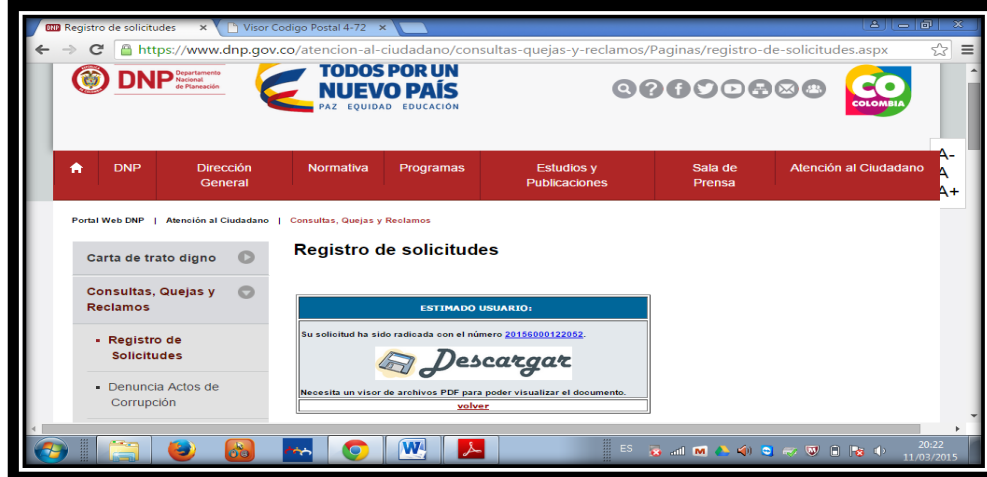 Registro de solicitudes
Visor Codigo Postal 4-72
https://www.dnp.gov.co/atencion-al-ciudadano/consultas-quejas-y-reclamos/Paginas/registro-de-solicitudes.aspx
DNP Departamento Nacional de Planeación
TODOS POR UN
NUEVO PAÍS
PAZ EQUIDAD EDUCACIÓN
CO
COLOMBIA
DNP
Dirección General
Normativa
Programas
Estudios y Publicaciones
Sala de Prensa
Atención al Ciudadano
A-
A
A+
Portal Web DNP | Atención al Ciudadano | Consultas, Quejas y Reclamos
Carta de trato digno
Consultas, Quejas y
Reclamos
Registro de
Solicitudes
Denuncia Actos de
Corrupción
Registro de solicitudes
ESTIMADO USUARIO:
Su solicitud ha sido radicada con el número 20156000122052.
Descargar
Necesita un visor de archivos PDF para poder visualizar el documento.
volver
ES
20:22
11/03/2015